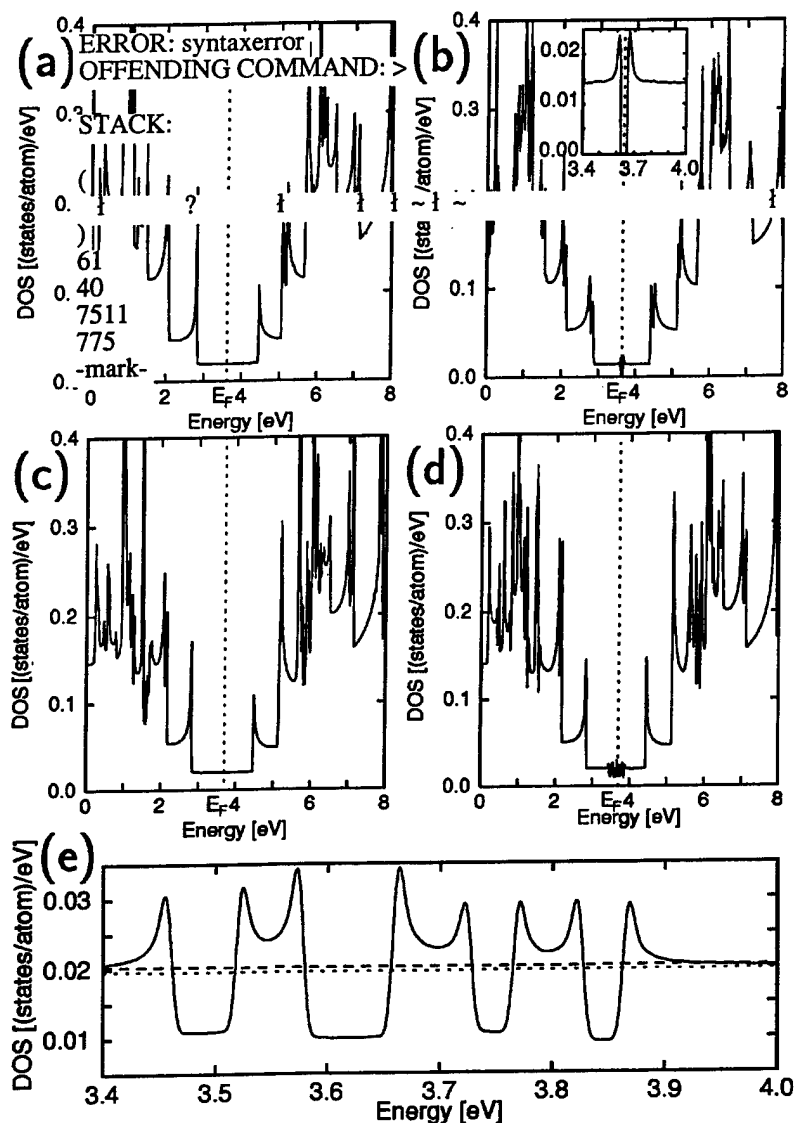 (a)
ERROR: syntaxerror
OFFENDING COMMAND: >
STACK:
(
?
)
61
40
7511
775
-mark-
DOS [(states/atom)/eV]
0.4
0.3
0 2 E_F 4 6 8
Energy [eV]
(b)
0.4
0.3
0.1
0.0
0 2 E_F 4 6 8
Energy [eV]
0.02
0.01
0.00
3.4 3.7 4.0
(c)
DOS [(states/atom)/eV]
0.4
0.3
0.2
0.1
0.0
0 2 E_F 4 6 8
Energy [eV]
(d)
DOS [(states/atom)/eV]
0.4
0.3
0.2
0.1
0.0
0 2 E_F 4 6 8
Energy [eV]
(e)
DOS [(states/atom)/eV]
0.03
0.02
0.01
3.4 3.5 3.6 3.7 3.8 3.9 4.0
Energy [eV]